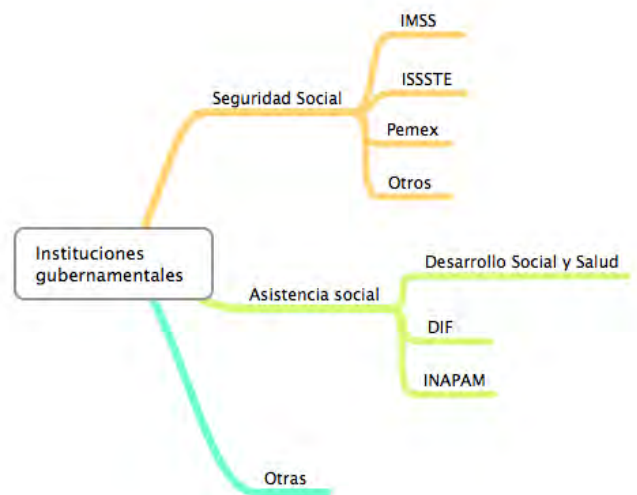 IMSS
ISSSTE
Seguridad Social
Pemex
Otros
Instituciones
gubernamentales
Desarrollo Social y Salud
Asistencia social
DIF
INAPAM
Otras